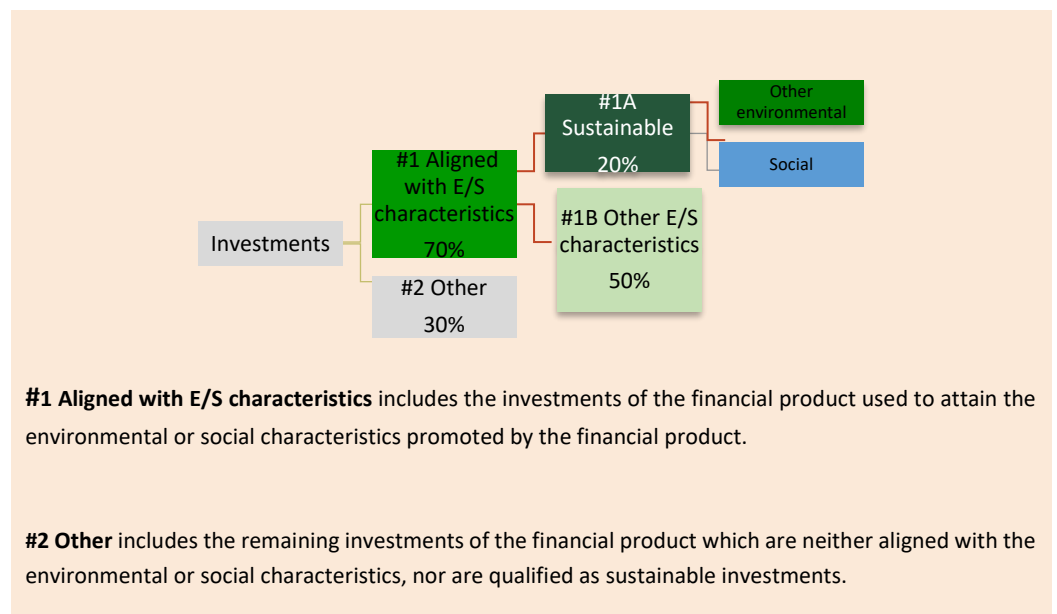 Investments
#1 Aligned
with E/S
characteristics
70%
#2 Other
30%
#1A
Sustainable
20%
#1B Other E/S
characteristics
50%
Other
environmental
Social
#1 Aligned with E/S characteristics includes the investments of the financial product used to attain the
environmental or social characteristics promoted by the financial product.
#2 Other includes the remaining investments of the financial product which are neither aligned with the
environmental or social characteristics, nor are qualified as sustainable investments.